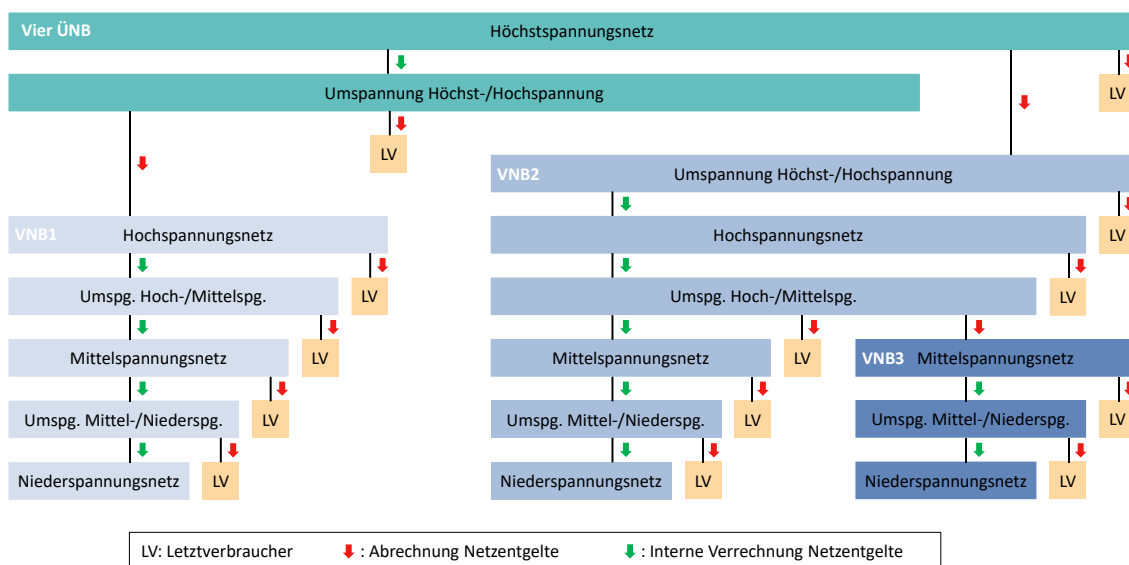 Vier ÜNB Höchstspannungsnetz
Umspannung Höchst-/Hochspannung LV
LV
VNB2 Umspannung Höchst-/Hochspannung
VNB1 Hochspannungsnetz Hochspannungsnetz LV
Umspg. Hoch-/Mittelspg. LV Umspg. Hoch-/Mittelspg. LV
Mittelspannungsnetz LV Mittelspannungsnetz LV VNB3 Mittelspannungsnetz
Umspg. Mittel-/Niederspg. LV Umspg. Mittel-/Niederspg. LV Umspg. Mittel-/Niederspg. LV
Niederspannungsnetz LV Niederspannungsnetz LV Niederspannungsnetz LV
LV: Letztverbraucher : Abrechnung Netzentgelte : Interne Verrechnung Netzentgelte